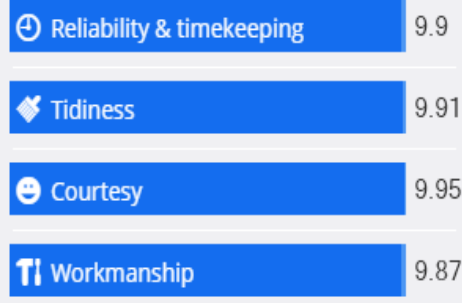 Reliability & timekeeping 9.9
Tidiness 9.91
Courtesy 9.95
Workmanship 9.87